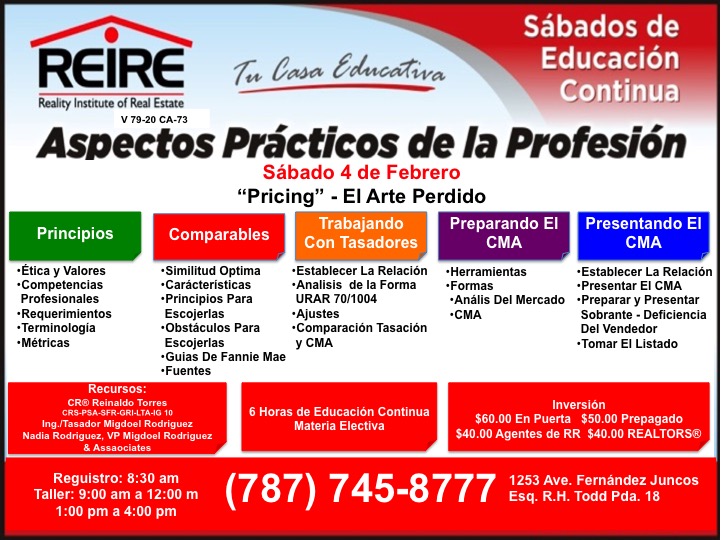 REIRE
Reality Institute of Real Estate
V 79-20 CA-73
Tu Casa Educativa
Sábados de
Educación
Continua
Aspectos Prácticos de la Profesión
Sábado 4 de Febrero
“Pricing” - El Arte Perdido
Principios
•Ética y Valores
•Competencias
Profesionales
•Requerimientos
•Terminología
•Métricas
Comparables
•Similitud Optima
•Carácterísticas
•Principios Para
Escojerlas
•Obstáculos Para
Escojerlas
•Guias De Fannie Mae
•Fuentes
Trabajando
Con Tasadores
•Establecer La Relación
•Analisis de la Forma
URAR 70/1004
•Ajustes
•Comparación Tasación
y CMA
Preparando El
CMA
•Herramientas
•Formas
•Anális Del Mercado
•CMA
Presentando El
CMA
•Establecer La Relación
•Presentar El CMA
•Preparar y Presentar
Sobrante - Deficiencia
Del Vendedor
•Tomar El Listado
Recursos:
CR® Reinaldo Torres
CRS-PSA-SFR-GRI-LTA-IG 10
Ing./Tasador Migdoel Rodriguez
Nadia Rodriguez, VP Migdoel Rodriguez
& Assaociates
6 Horas de Educación Continua
Materia Electiva
Inversión
$60.00 En Puerta $50.00 Prepagado
$40.00 Agentes de RR $40.00 REALTORS®
Reguistro: 8:30 am
Taller: 9:00 am a 12:00 m
1:00 pm a 4:00 pm
(787) 745-8777
1253 Ave. Fernández Juncos
Esq. R.H. Todd Pda. 18